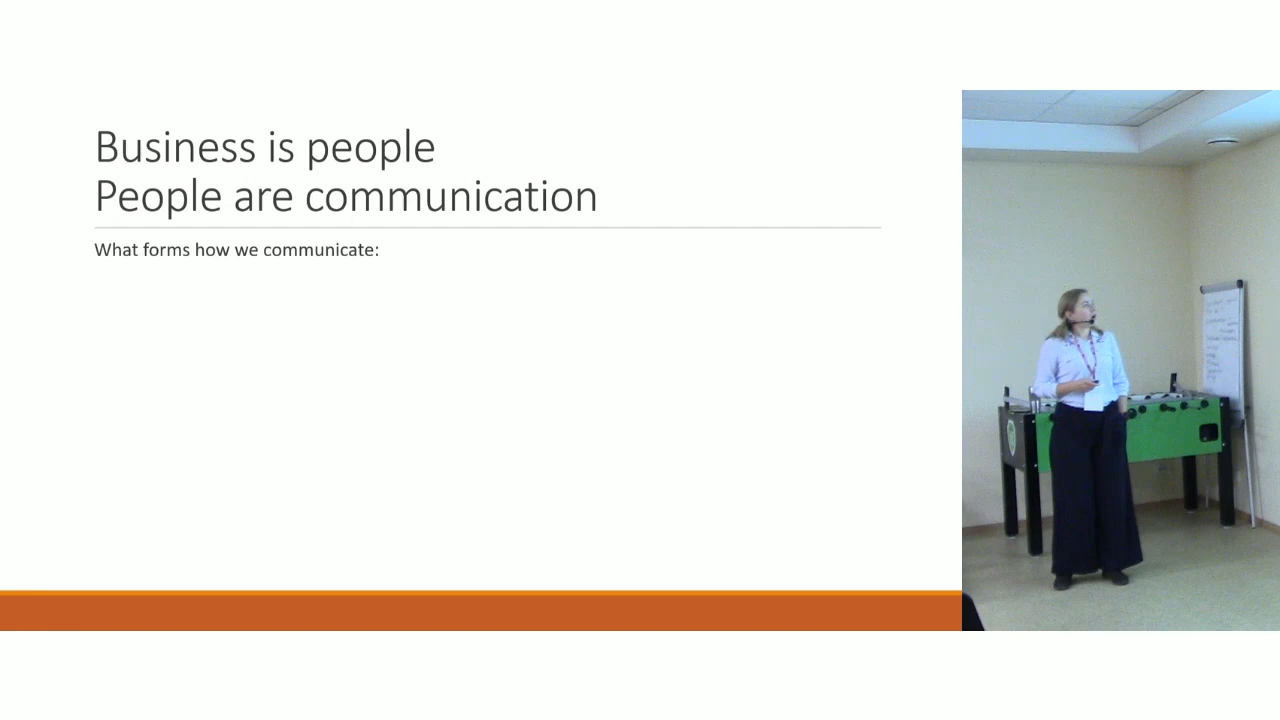 Business is people
People are communication
What forms how we communicate: